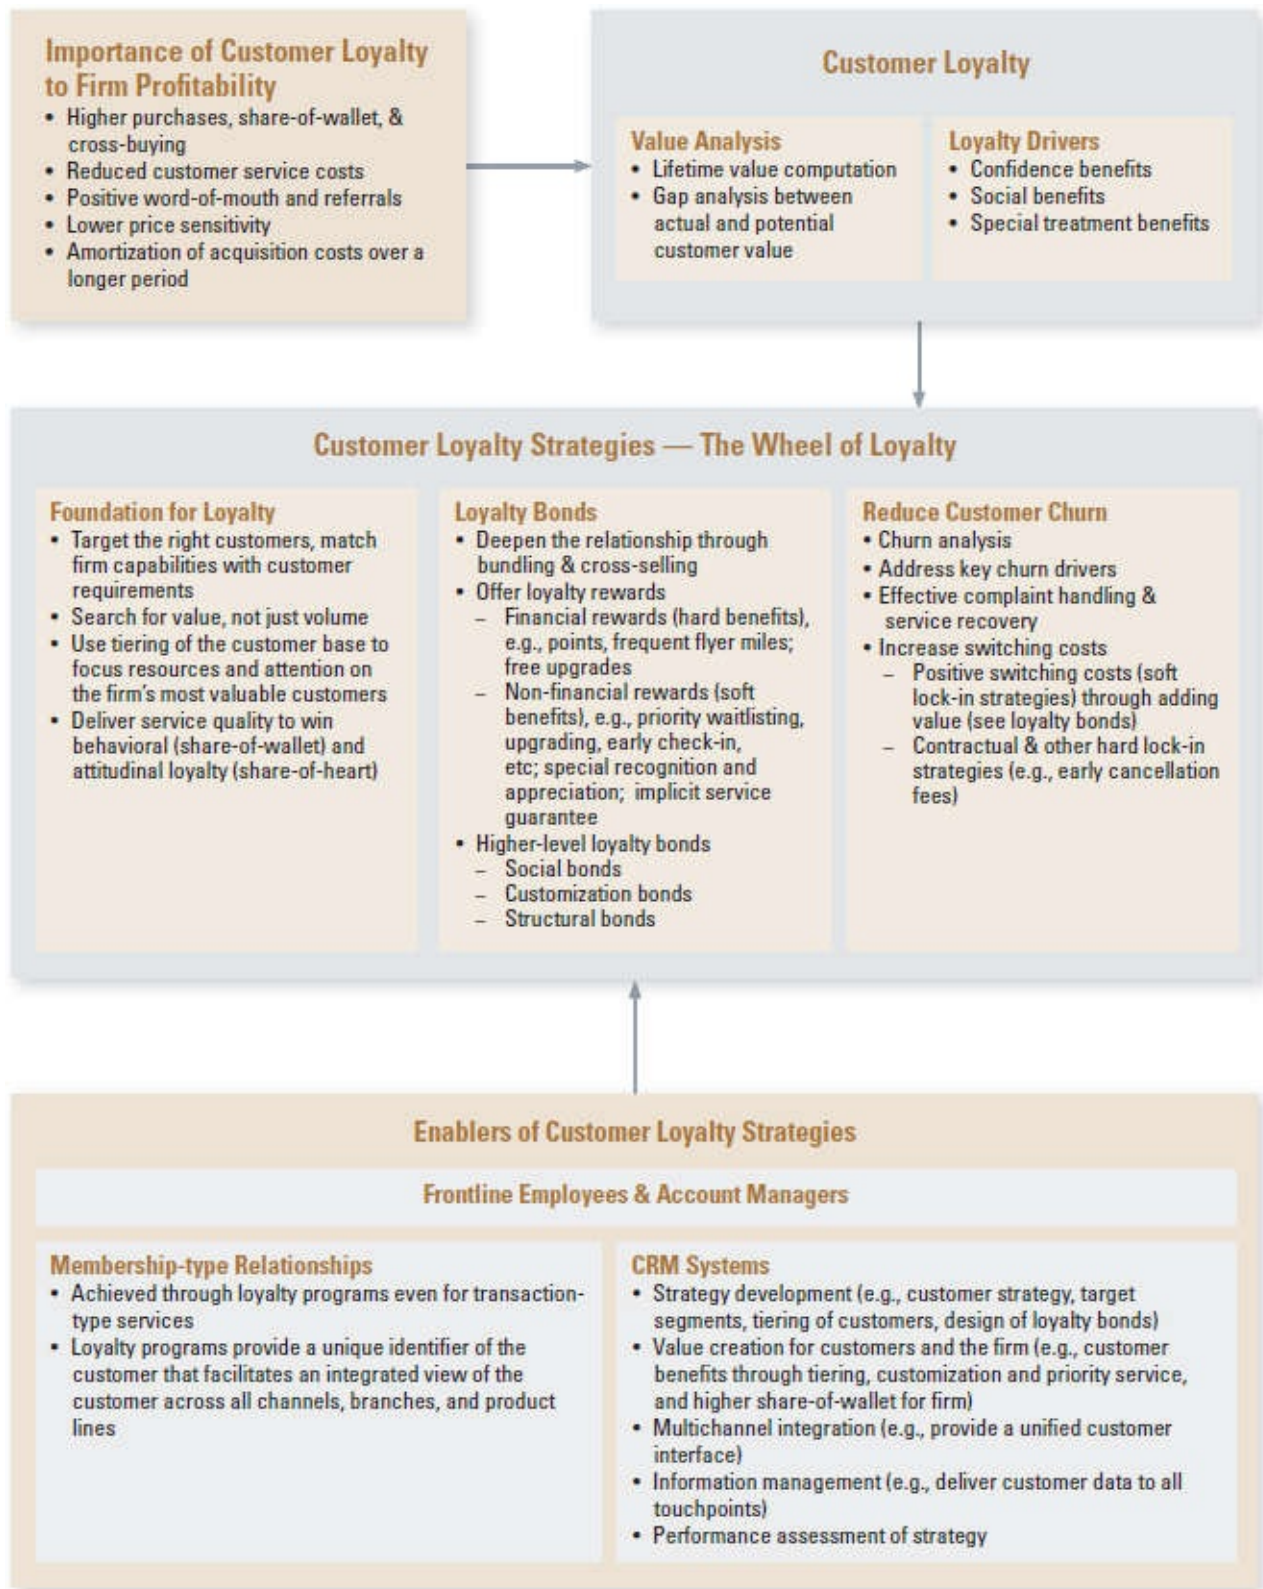 Importance of Customer Loyalty
to Firm Profitability
• Higher purchases, share-of-wallet, &
cross-buying
• Reduced customer service costs
• Positive word-of-mouth and referrals
• Lower price sensitivity
• Amortization of acquisition costs over a
longer period
Customer Loyalty
Value Analysis
• Lifetime value computation
• Gap analysis between
actual and potential
customer value
Loyalty Drivers
• Confidence benefits
• Social benefits
• Special treatment benefits
Customer Loyalty Strategies — The Wheel of Loyalty
Foundation for Loyalty
• Target the right customers, match
firm capabilities with customer
requirements
• Search for value, not just volume
• Use tiering of the customer base to
focus resources and attention on
the firm's most valuable customers
• Deliver service quality to win
behavioral (share-of-wallet) and
attitudinal loyalty (share-of-heart)
Loyalty Bonds
• Deepen the relationship through
bundling & cross-selling
• Offer loyalty rewards
– Financial rewards (hard benefits),
e.g., points, frequent flyer miles;
free upgrades
– Non-financial rewards (soft
benefits), e.g., priority waitlisting,
upgrading, early check-in,
etc; special recognition and
appreciation; implicit service
guarantee
• Higher-level loyalty bonds
– Social bonds
– Customization bonds
– Structural bonds
Reduce Customer Churn
• Churn analysis
• Address key churn drivers
• Effective complaint handling &
service recovery
• Increase switching costs
– Positive switching costs (soft
lock-in strategies) through adding
value (see loyalty bonds)
– Contractual & other hard lock-in
strategies (e.g., early cancellation
fees)
Enablers of Customer Loyalty Strategies
Frontline Employees & Account Managers
Membership-type Relationships
• Achieved through loyalty programs even for transaction-
type services
• Loyalty programs provide a unique identifier of the
customer that facilitates an integrated view of the
customer across all channels, branches, and product
lines
CRM Systems
• Strategy development (e.g., customer strategy, target
segments, tiering of customers, design of loyalty bonds)
• Value creation for customers and the firm (e.g., customer
benefits through tiering, customization and priority service,
and higher share-of-wallet for firm)
• Multichannel integration (e.g., provide a unified customer
interface)
• Information management (e.g., deliver customer data to all
touchpoints)
• Performance assessment of strategy